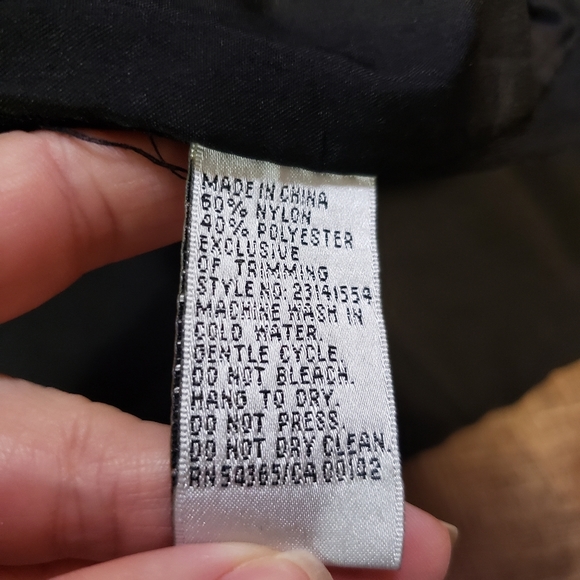 MADE IN CHINA
60% NYLON
40% POLYESTER
EXCLUSIVE
OF TRIMMING
STYLE NO: 23141554
MACHINE WASH IN
COLD WATER.
GENTLE CYCLE.
DO NOT BLEACH.
HANG TO DRY.
DO NOT PRESS.
DO NOT DRY CLEAN.
RN 50365/CA 00142